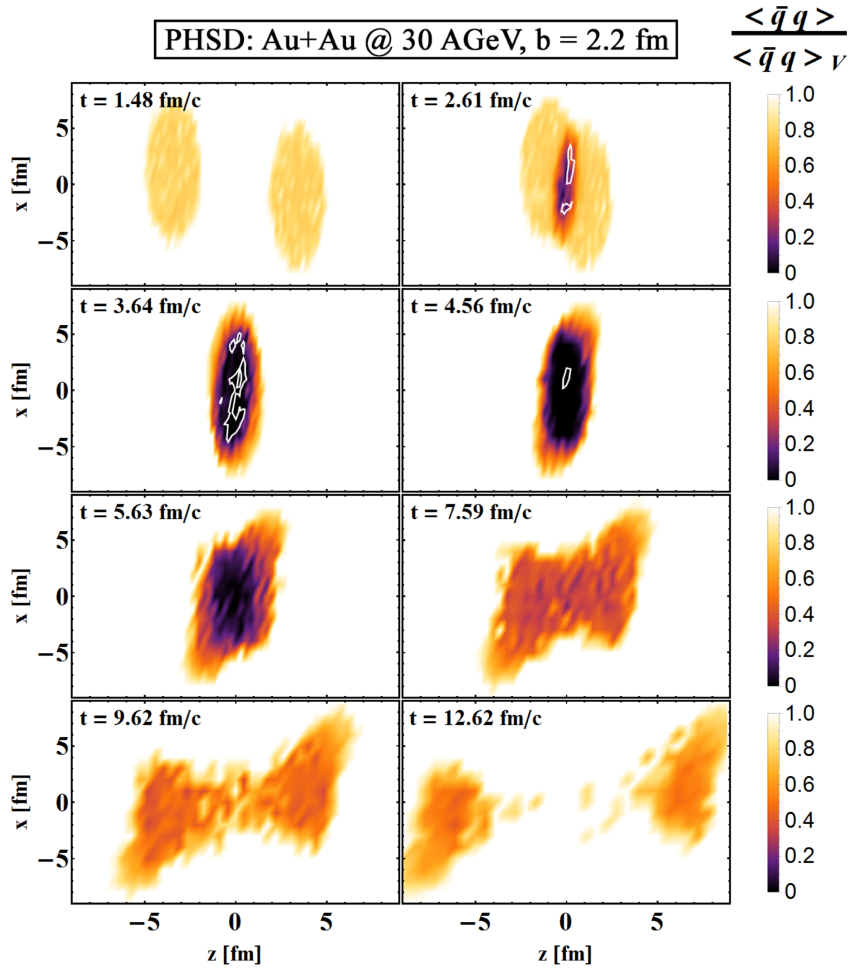 PHSD: Au+Au @ 30 AGeV, b = 2.2 fm
< q̄ q >
< q̄ q > V
t = 1.48 fm/c
t = 2.61 fm/c
x [fm]
5
0
−5
1.0
0.8
0.6
0.4
0.2
0
t = 3.64 fm/c
t = 4.56 fm/c
x [fm]
5
0
−5
1.0
0.8
0.6
0.4
0.2
0
t = 5.63 fm/c
t = 7.59 fm/c
x [fm]
5
0
−5
1.0
0.8
0.6
0.4
0.2
0
t = 9.62 fm/c
t = 12.62 fm/c
x [fm]
5
0
−5
1.0
0.8
0.6
0.4
0.2
0
−5 0 5
−5 0 5
z [fm]
z [fm]